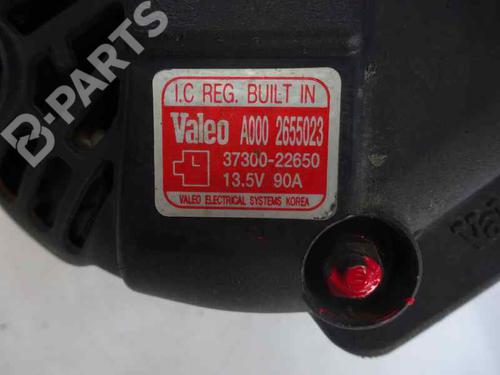 B-PARTS
I.C REG. BUILT IN
Valeo A000 2655023
37300-22650
13.5V 90A
VALEO ELECTRICAL SYSTEMS KOREA